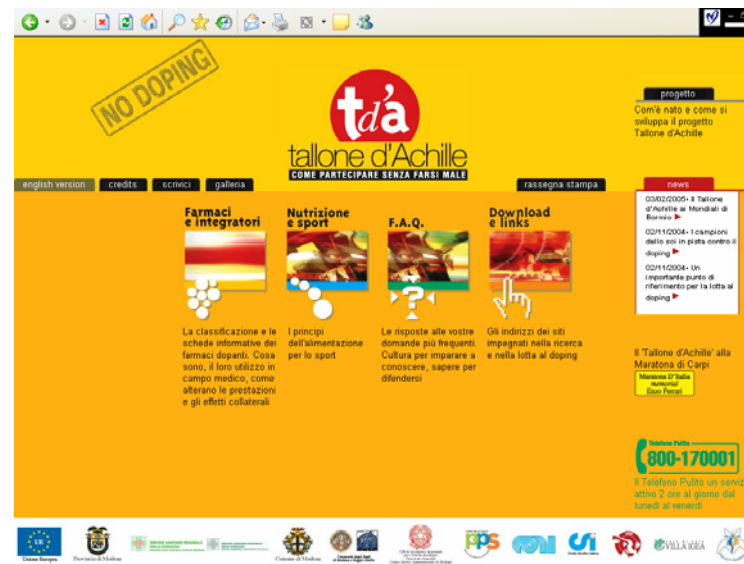 NO DOPING
td'à
tallone d'Achille
COME PARTECIPARE SENZA FARSI MALE
progetto
Com'è nato e come si
sviluppa il progetto
Tallone d'Achille
english version
credits
scrivici
galleria
rassegna stampa
news
03/02/2005- Il Tallone
d'Achille ai Mondiali di
Bormio
02/11/2004- I campioni
dello sci in pista contro il
doping
02/11/2004- Un
importante punto di
riferimento per la lotta al
doping
Farmaci
e integratori
La classificazione e le
schede informative dei
farmaci dopanti. Cosa
sono, il loro utilizzo in
campo medico, come
alterano le prestazioni
e gli effetti collaterali
Nutrizione
e sport
I principi
dell'alimentazione
per lo sport
F.A.Q.
Le risposte alle vostre
domande più frequenti.
Cultura per imparare a
conoscere, sapere per
difendersi
Download
e links
Gli indirizzi dei siti
impegnati nella ricerca
e nella lotta al doping
Il 'Tallone d'Achille' alla
Maratona di Carpi
Maratona D'Italia
memorial
Enzo Ferrari
Telefono Pulito
800-170001
Il Telefono Pulito un serviz
attivo 2 ore al giorno dal
lunedì al venerdì
UE
Unione Europea
Provincia di Modena
Comune di Modena
pps
CONI
CSI
VILLA IGEA